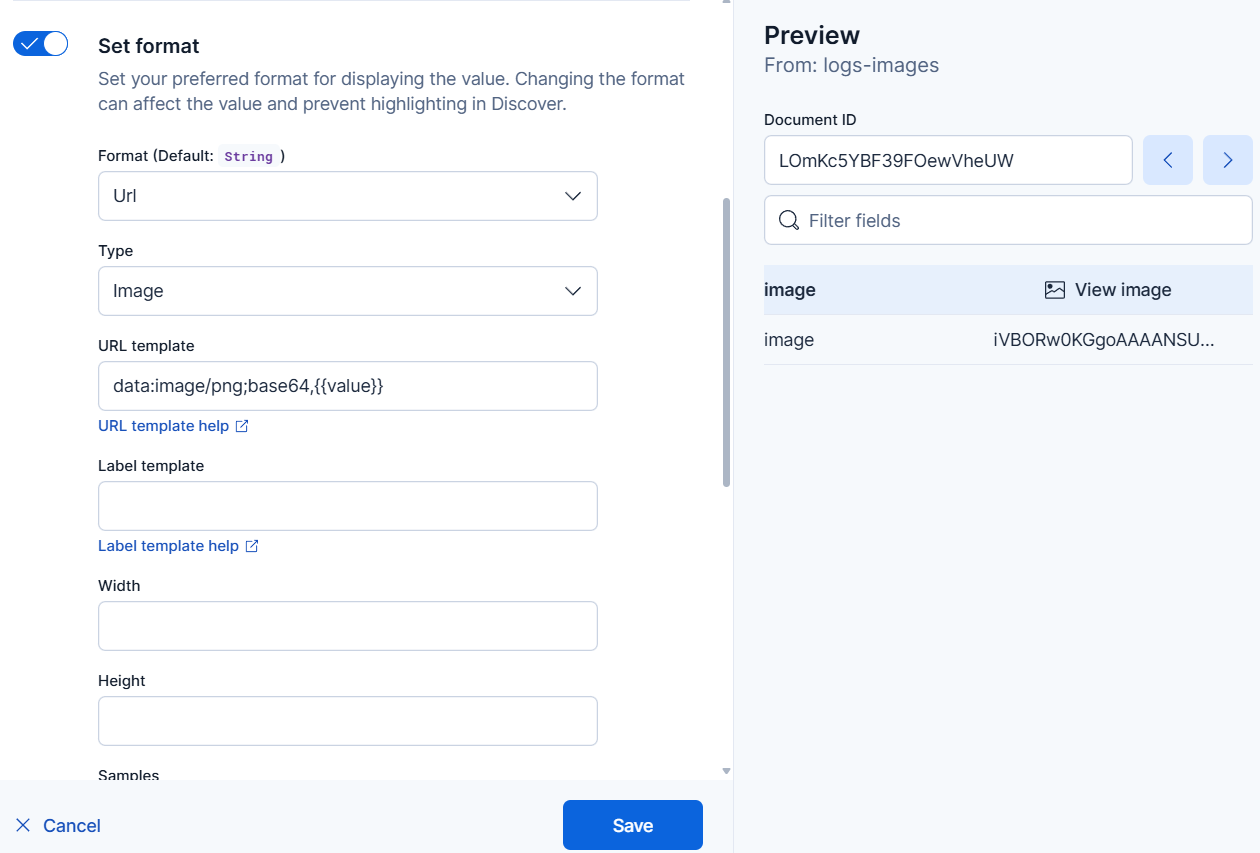 Set format
Set your preferred format for displaying the value. Changing the format
can affect the value and prevent highlighting in Discover.
Format (Default: String )
Url
Type
Image
URL template
data:image/png;base64,{{value}}
URL template help
Label template
Label template help
Width
Height
Samples
Cancel
Save
Preview
From: logs-images
Document ID
LOmKc5YBF39FOewVheUW
Filter fields
image View image
image iVBORw0KGgoAAAANSU...